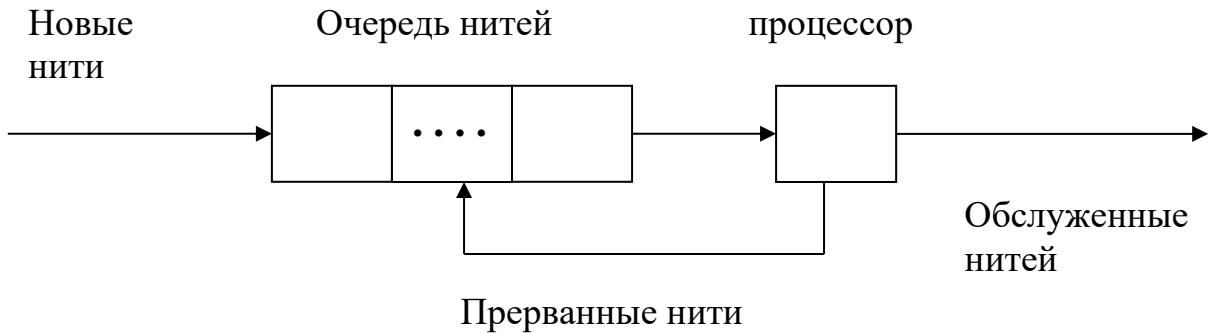 Новые
нити
Очередь нитей
процессор
Обслуженные
нитей
Прерванные нити